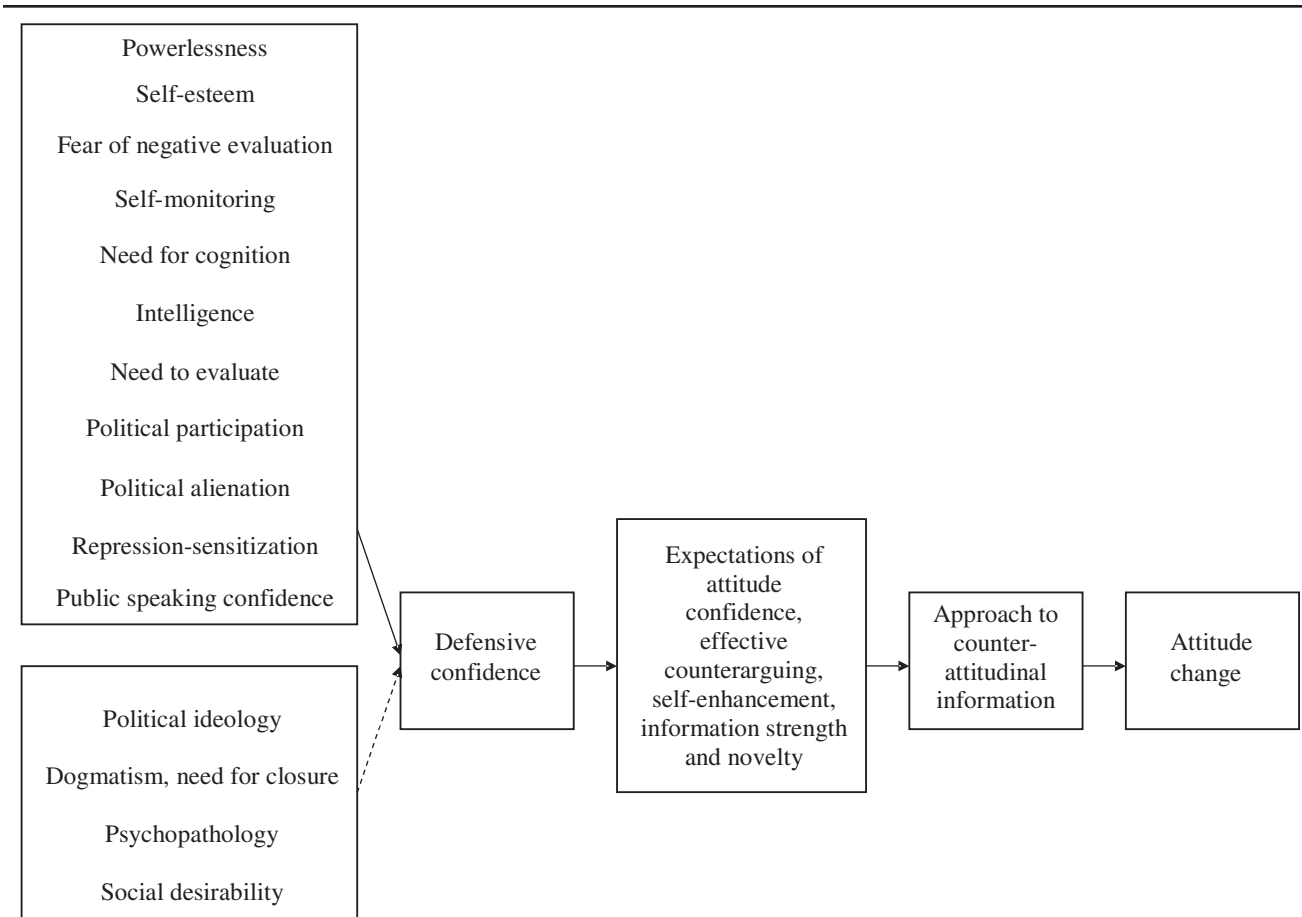 Powerlessness
Self-esteem
Fear of negative evaluation
Self-monitoring
Need for cognition
Intelligence
Need to evaluate
Political participation
Political alienation
Repression-sensitization
Public speaking confidence
Political ideology
Dogmatism, need for closure
Psychopathology
Social desirability
Defensive
confidence
Expectations of
attitude
confidence,
effective
counterarguing,
self-enhancement,
information strength
and novelty
Approach to
counter-
attitudinal
information
Attitude
change